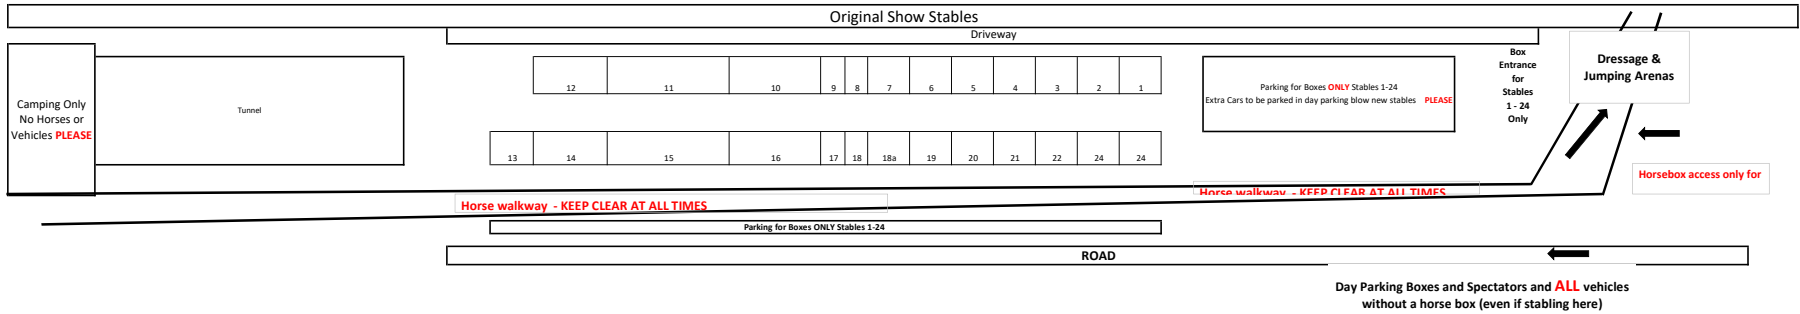 Original Show Stables
Driveway
Camping Only
No Horses or
Vehicles PLEASE
Tunnel
12 11 10 9 8 7 6 5 4 3 2 1
Parking for Boxes ONLY Stables 1-24
Extra Cars to be parked in day parking blow new stables PLEASE
Box
Entrance
for
Stables
1 - 24
Only
Dressage &
Jumping Arenas
13 14 15 16 17 18 18a 19 20 21 22 24 24
Horsebox access only for
Horse walkway - KEEP CLEAR AT ALL TIMES
Horse walkway - KEEP CLEAR AT ALL TIMES
Parking for Boxes ONLY Stables 1-24
ROAD
Day Parking Boxes and Spectators and ALL vehicles
without a horse box (even if stabling here)